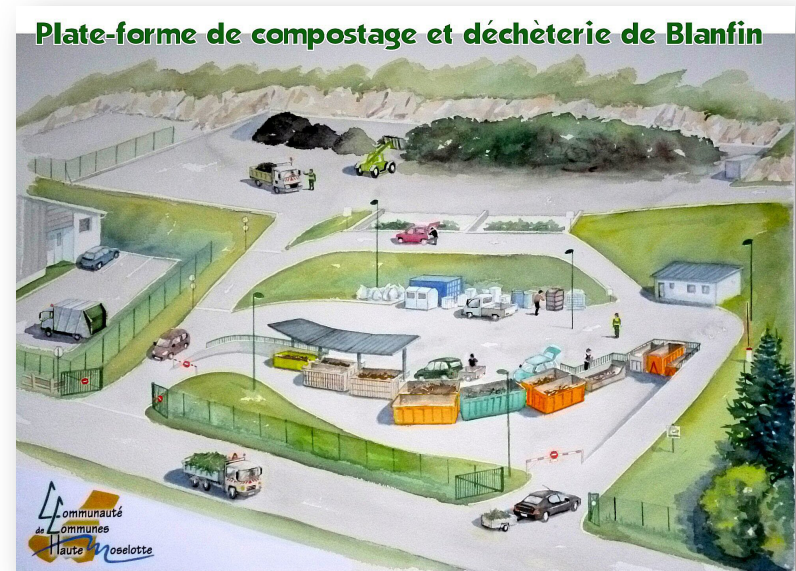 Plate-forme de compostage et déchèterie de Blanfin
Communauté
de Communes
Haute Moselotte